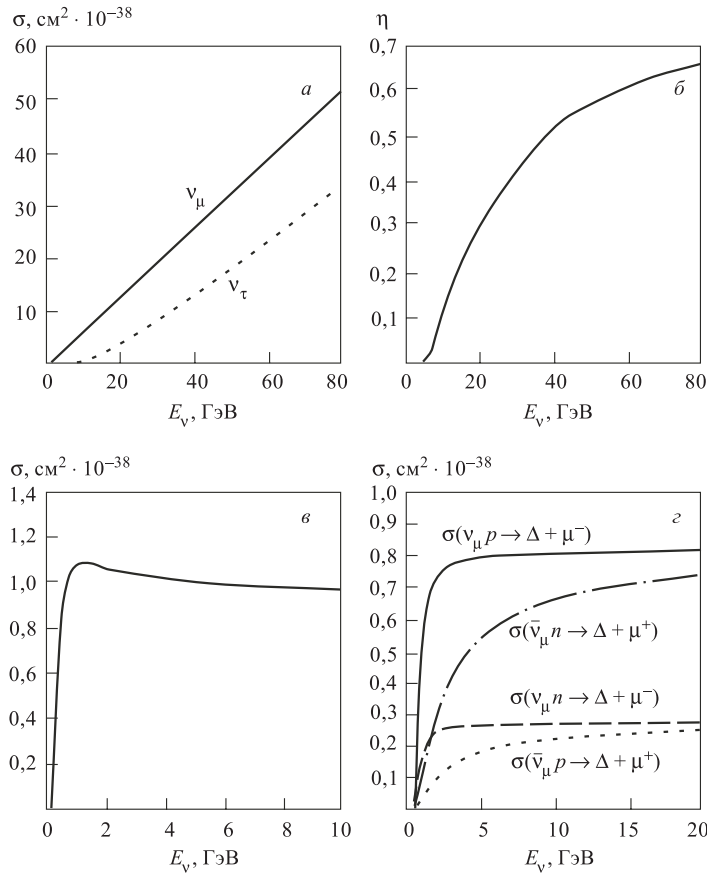 σ, см² · 10⁻³⁸
60
50
40
30
20
10
0
20
40
60
80
а
ν_μ
ν_τ
E_ν, ГэВ
η
0,7
0,6
0,5
0,4
0,3
0,2
0,1
0
20
40
60
80
б
E_ν, ГэВ
σ, см² · 10⁻³⁸
1,4
1,2
1,0
0,8
0,6
0,4
0,2
0
2
4
6
8
10
в
E_ν, ГэВ
σ, см² · 10⁻³⁸
1,0
0,9
0,8
0,7
0,6
0,5
0,4
0,3
0,2
0,1
0
5
10
15
20
г
σ(ν_μ p → Δ + μ⁻)
σ(ν̄_μ n → Δ + μ⁺)
σ(ν_μ n → Δ + μ⁻)
σ(ν̄_μ p → Δ + μ⁺)
E_ν, ГэВ